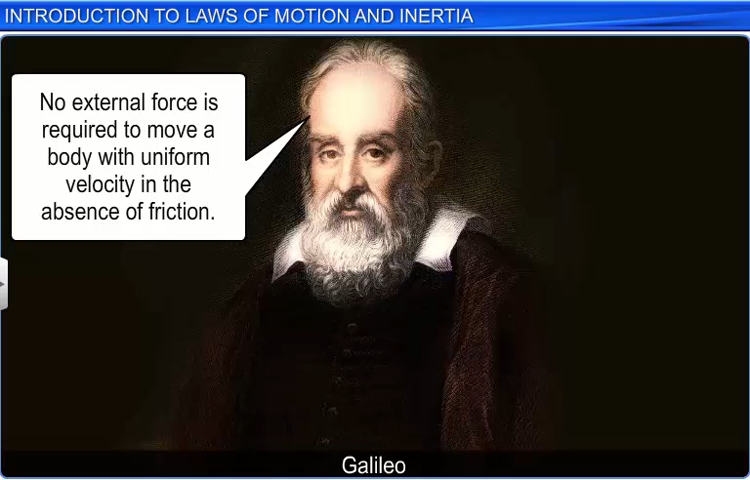 INTRODUCTION TO LAWS OF MOTION AND INERTIA
No external force is
required to move a
body with uniform
velocity in the
absence of friction.
Galileo